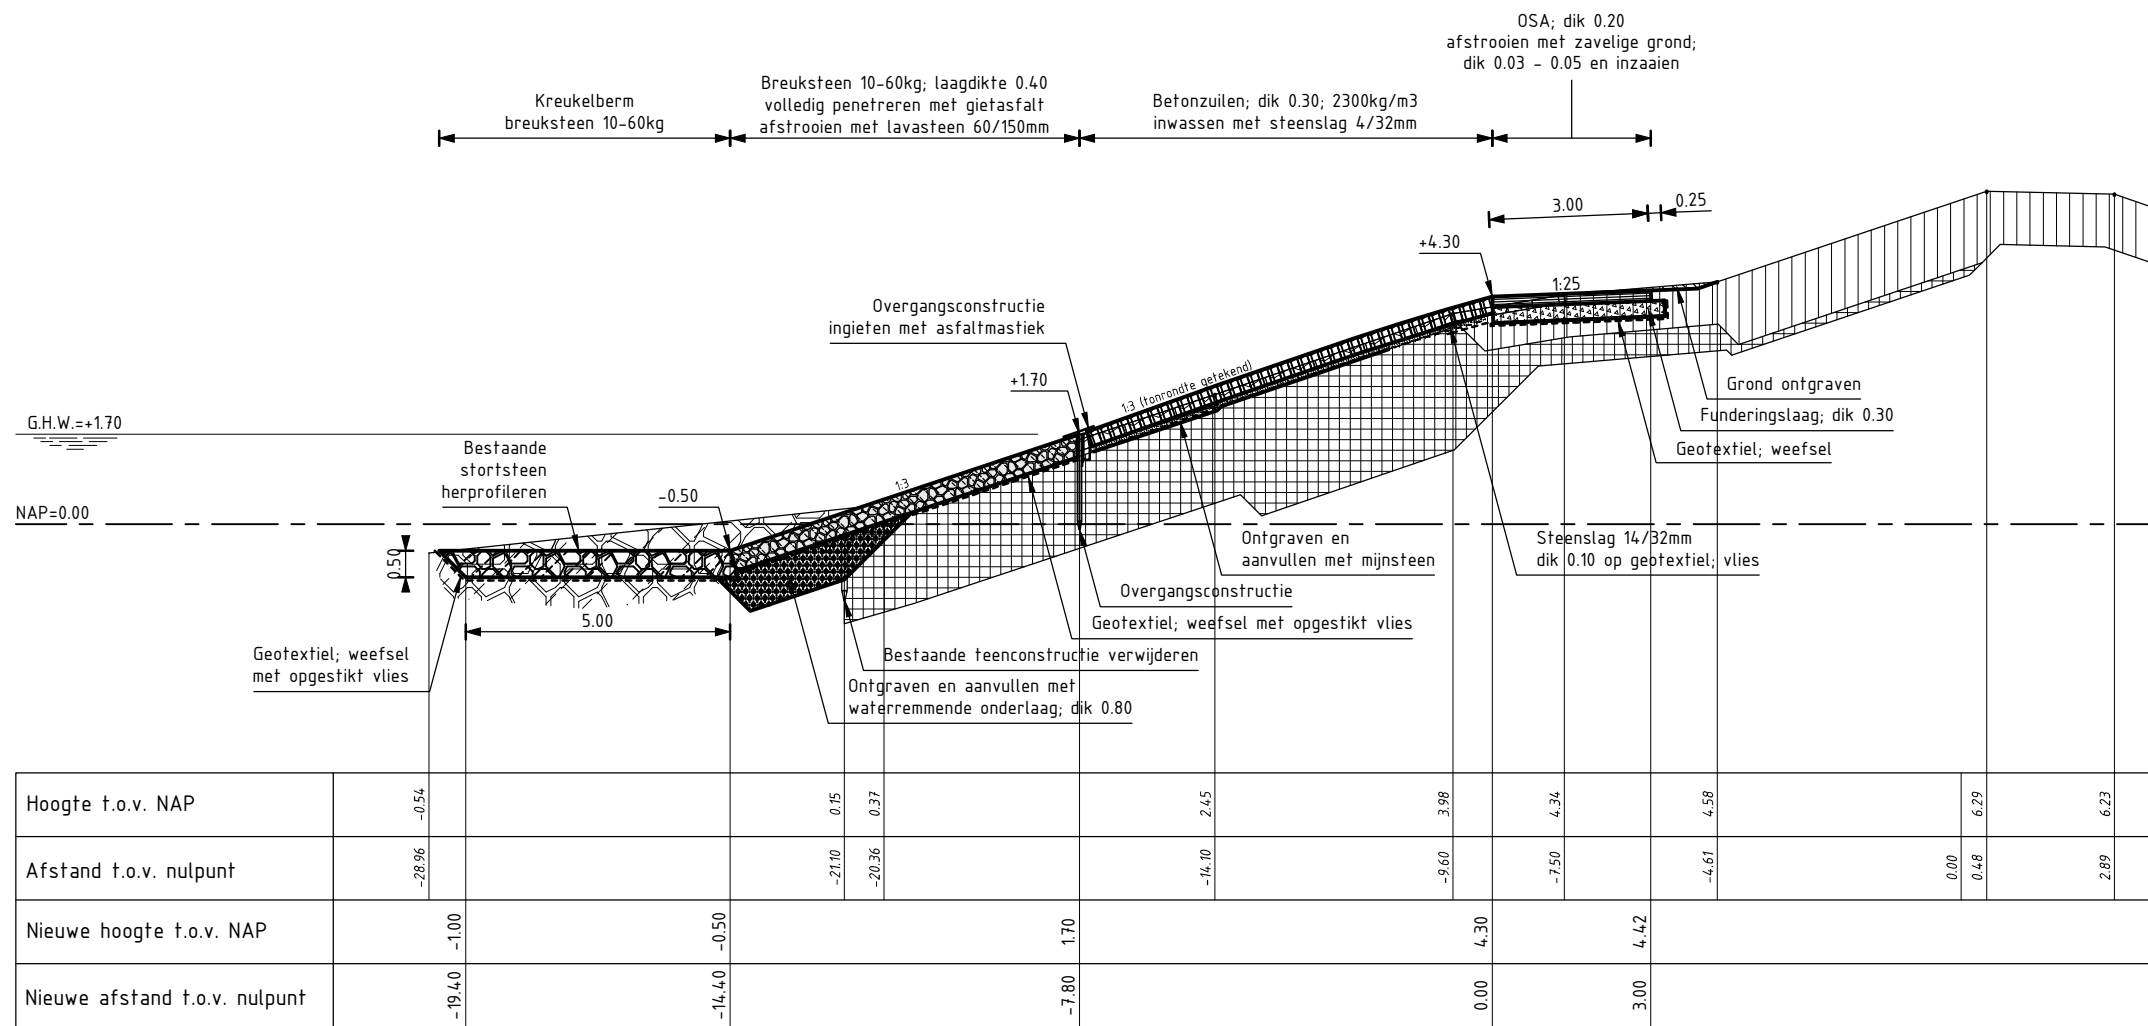 OSA; dik 0.20
afstrooien met zavelige grond;
dik 0.03 - 0.05 en inzaaien
Kreukelberm
breuksteen 10-60kg
Breuksteen 10-60kg; laagdikte 0.40
volledig penetreren met gietasfalt
afstrooien met lavasteen 60/150mm
Betonzuilen; dik 0.30; 2300kg/m3
inwassen met steenslag 4/32mm
3.00
0.25
+4.30
1:25
Overgangsconstructie
ingieten met asfaltmastiek
+1.70
1:3 (tonrondte getekend)
G.H.W.=+1.70
Bestaande
stortsteen
herprofileren
-0.50
1:3
NAP=0.00
0.50
5.00
Grond ontgraven
Funderingslaag; dik 0.30
Geotextiel; weefsel
Steenslag 14/32mm
dik 0.10 op geotextiel; vlies
Ontgraven en
aanvullen met mijnsteen
Overgangsconstructie
Geotextiel; weefsel met opgestikt vlies
Bestaande teenconstructie verwijderen
Geotextiel; weefsel
met opgestikt vlies
Ontgraven en aanvullen met
waterremmende onderlaag; dik 0.80
Hoogte t.o.v. NAP -0.54 0.15 0.37 2.45 3.98 4.34 4.58 6.29 6.23
Afstand t.o.v. nulpunt -28.96 -21.10 -20.36 -14.10 -9.60 -7.50 -4.61 0.00 0.48 2.89
Nieuwe hoogte t.o.v. NAP -1.00 -0.50 1.70 4.30 4.42
Nieuwe afstand t.o.v. nulpunt -19.40 -14.40 -7.80 0.00 3.00